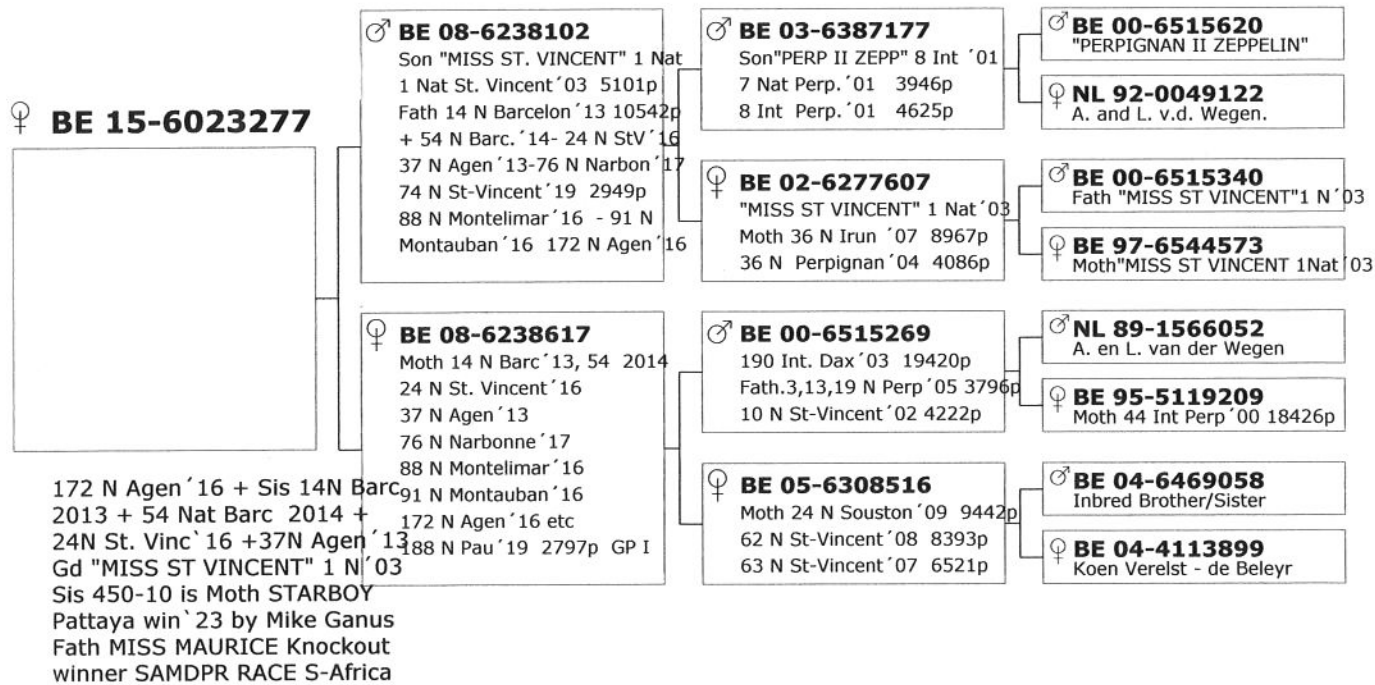 ♀ BE 15-6023277
172 N Agen´16 + Sis 14N Barc
2013 + 54 Nat Barc 2014 +
24N St. Vinc`16 +37N Agen´13
Gd "MISS ST VINCENT" 1 N´03
Sis 450-10 is Moth STARBOY
Pattaya win`23 by Mike Ganus
Fath MISS MAURICE Knockout
winner SAMDPR RACE S-Africa
♂ BE 08-6238102
Son "MISS ST. VINCENT" 1 Nat
1 Nat St. Vincent´03 5101p
Fath 14 N Barcelon´13 10542p
+ 54 N Barc.´14- 24 N StV´16
37 N Agen´13-76 N Narbon´17
74 N St-Vincent´19 2949p
88 N Montelimar´16 - 91 N
Montauban´16 172 N Agen´16
♀ BE 08-6238617
Moth 14 N Barc´13, 54 2014
24 N St. Vincent´16
37 N Agen´13
76 N Narbonne´17
88 N Montelimar´16
91 N Montauban´16
172 N Agen´16 etc
188 N Pau´19 2797p GP I
♂ BE 03-6387177
Son"PERP II ZEPP" 8 Int ´01
7 Nat Perp.´01 3946p
8 Int Perp.´01 4625p
♀ BE 02-6277607
"MISS ST VINCENT" 1 Nat´03
Moth 36 N Irun ´07 8967p
36 N Perpignan´04 4086p
♂ BE 00-6515269
190 Int. Dax´03 19420p
Fath.3,13,19 N Perp´05 3796p
10 N St-Vincent´02 4222p
♀ BE 05-6308516
Moth 24 N Souston´09 9442p
62 N St-Vincent´08 8393p
63 N St-Vincent´07 6521p
♂ BE 00-6515620
"PERPIGNAN II ZEPPELIN"
♀ NL 92-0049122
A. and L. v.d. Wegen.
♂ BE 00-6515340
Fath "MISS ST VINCENT"1 N´03
♀ BE 97-6544573
Moth"MISS ST VINCENT 1Nat´03
♂ NL 89-1566052
A. en L. van der Wegen
♀ BE 95-5119209
Moth 44 Int Perp´00 18426p
♂ BE 04-6469058
Inbred Brother/Sister
♀ BE 04-4113899
Koen Verelst - de Beleyr